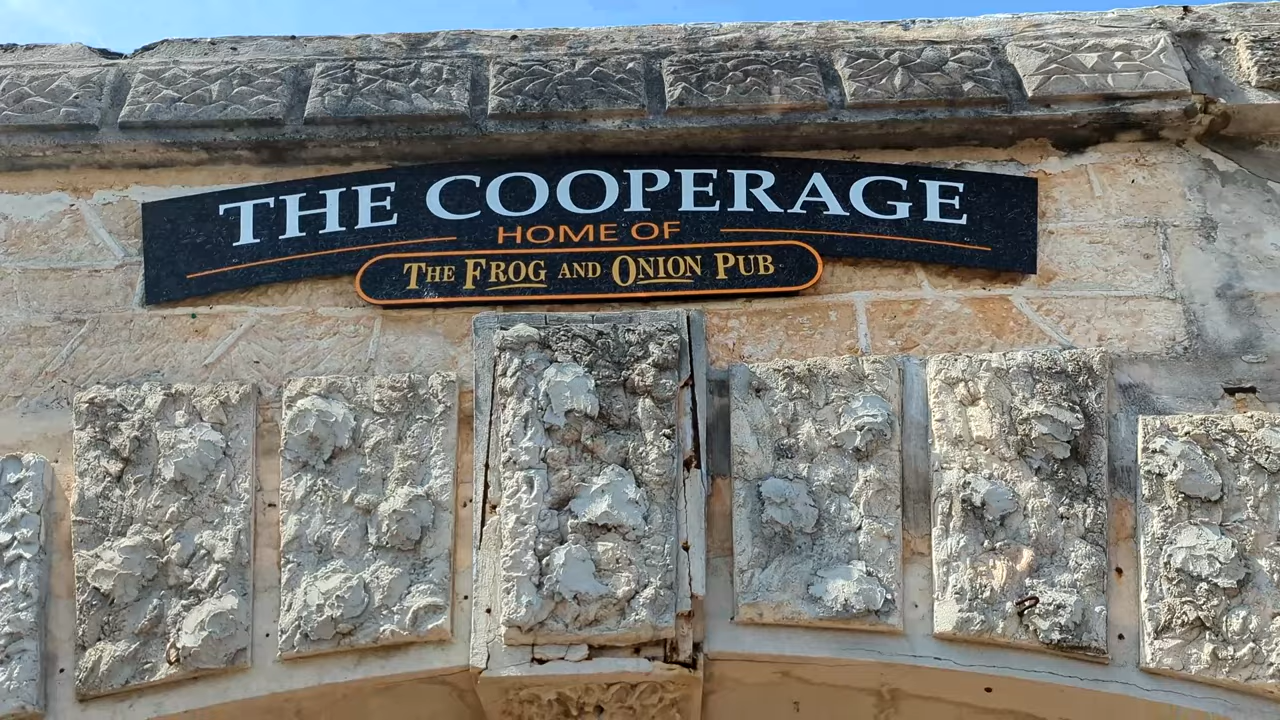 THE COOPERAGE
HOME OF
THE FROG AND ONION PUB